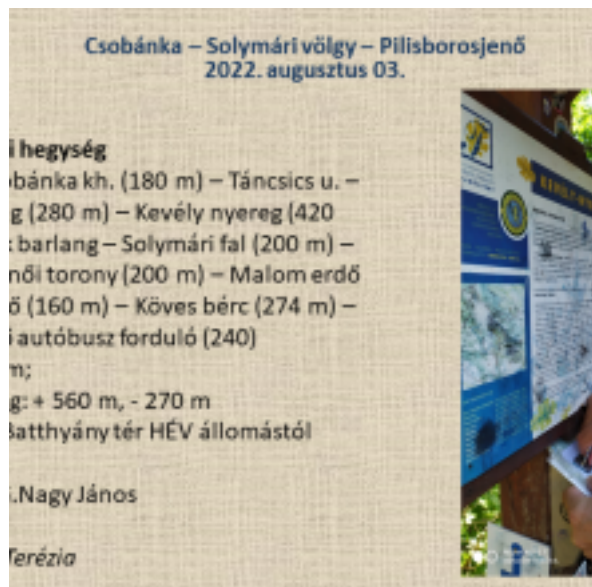 Csobánka – Solymári völgy – Pilisborosjenő
2022. augusztus 03.
i hegység
obánka kh. (180 m) – Táncsics u. –
g (280 m) – Kevély nyereg (420
k barlang – Solymári fal (200 m) –
női torony (200 m) – Malom erdő
ő (160 m) – Köves bérc (274 m) –
i autóbusz forduló (240)
m;
g: + 560 m, - 270 m
Batthyány tér HÉV állomástól
S.Nagy János
Terézia